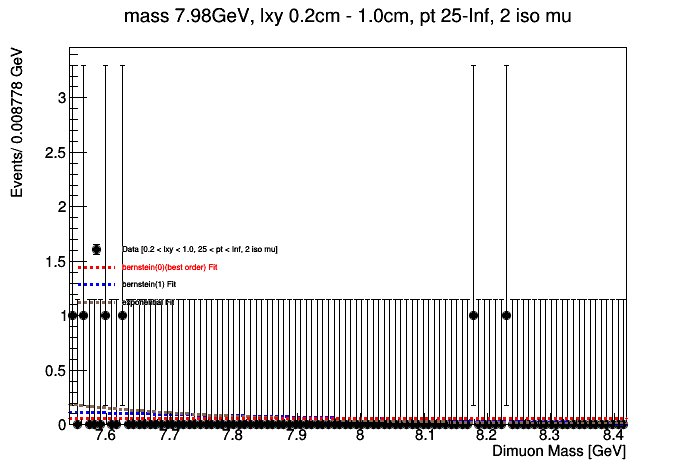 mass 7.98GeV, lxy 0.2cm - 1.0cm, pt 25-Inf, 2 iso mu
Events/ 0.008778 GeV
3
2.5
2
Data [0.2 < lxy < 1.0, 25 < pt < Inf, 2 iso mu]
1.5
bernstein(0)(best order) Fit
bernstein(1) Fit
exponential Fit
1
0.5
0
7.6 7.7 7.8 7.9 8 8.1 8.2 8.3 8.4
Dimuon Mass [GeV]